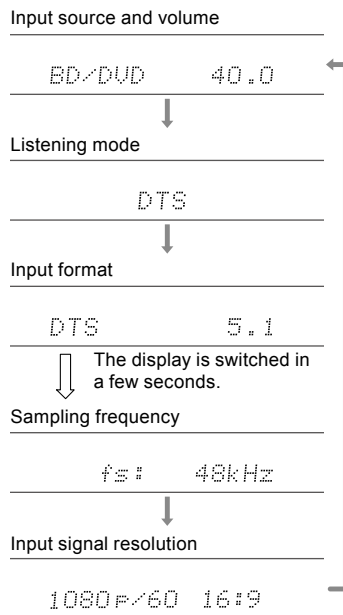 Input source and volume
BD/DVD 40.0
Listening mode
DTS
Input format
DTS 5.1
The display is switched in
a few seconds.
Sampling frequency
fs: 48kHz
Input signal resolution
1080p/60 16:9